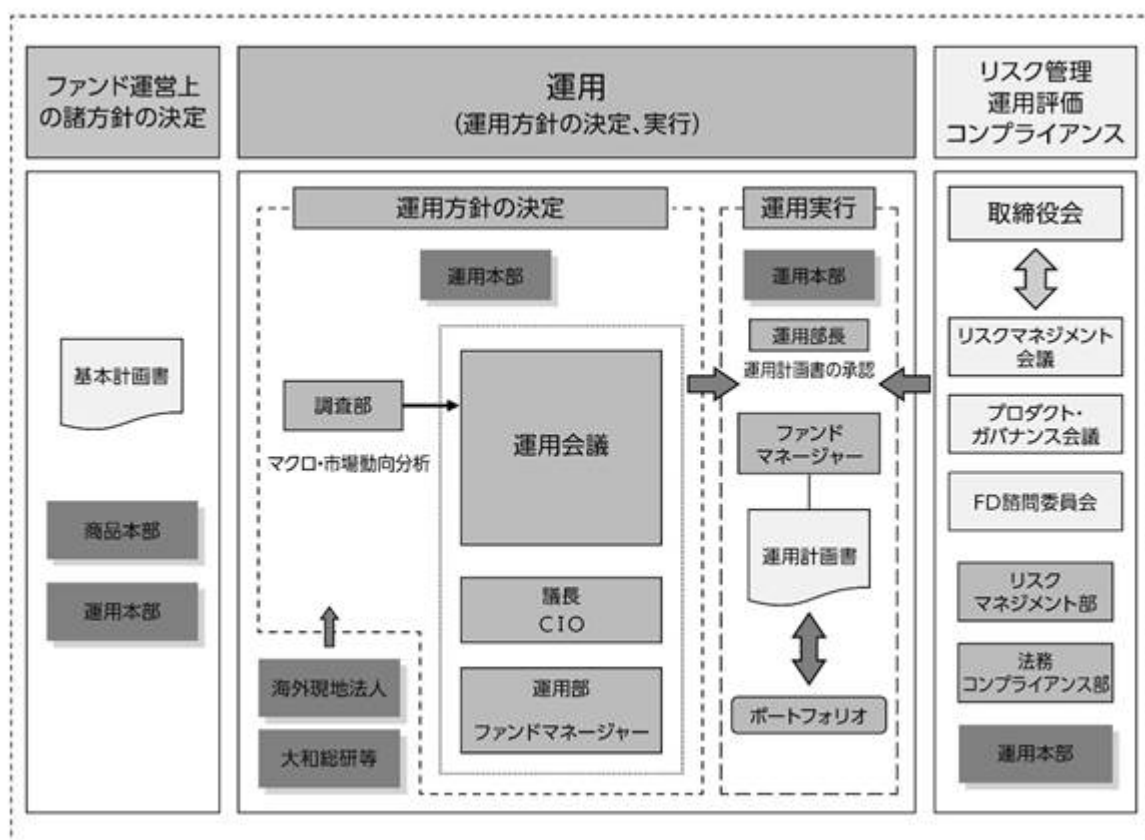 ファンド運営上
の諸方針の決定
基本計画書
商品本部
運用本部
運用
(運用方針の決定、実行)
運用方針の決定
運用本部
調査部
マクロ・市場動向分析
運用会議
議長
CIO
運用部
ファンドマネージャー
海外現地法人
大和総研等
運用実行
運用本部
運用部長
運用計画書の承認
ファンド
マネージャー
運用計画書
ポートフォリオ
リスク管理
運用評価
コンプライアンス
取締役会
リスクマネジメント
会議
プロダクト・
ガバナンス会議
FD諮問委員会
リスク
マネジメント部
法務
コンプライアンス部
運用本部